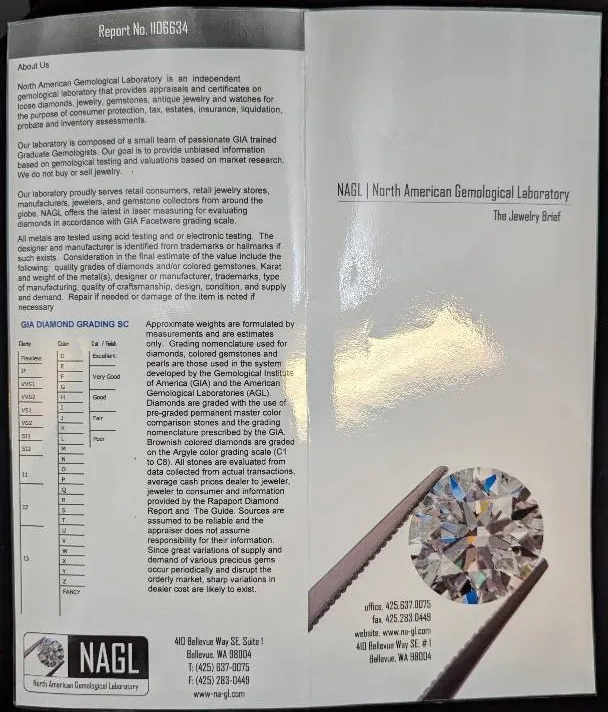 Report No. 1106634
About Us
North American Gemological Laboratory is an independent
gemological laboratory that provides appraisals and certificates on
loose diamonds, jewelry, gemstones, antique jewelry and watches for
the purpose of consumer protection, tax, estates, insurance, liquidation,
probate and inventory assessments.
Our laboratory is composed of a small team of passionate GIA trained
Graduate Gemologists. Our goal is to provide unbiased information
based on gemological testing and valuations based on market research.
We do not buy or sell jewelry.
Our laboratory proudly serves retail consumers, retail jewelry stores,
manufacturers, jewelers, and gemstone collectors from around the
globe. NAGL offers the latest in laser measuring for evaluating
diamonds in accordance with GIA Facetware grading scale.
All metals are tested using acid testing and or electronic testing. The
designer and manufacturer is identified from trademarks or hallmarks if
such exists. Consideration in the final estimate of the value include the
following: quality grades of diamonds and/or colored gemstones, Karat
and weight of the metal(s), designer or manufacturer, trademarks, type
of manufacturing, quality of craftsmanship, design, condition, and supply
and demand. Repair if needed or damage of the item is noted if
necessary
GIA DIAMOND GRADING SC
Clarity Color Cut / Finish
Flawless
IF
VVS1
VVS2
VS1
VS2
SI1
SI2
I1
I2
I3
D
E
F
G
H
I
J
K
L
M
N
O
P
Q
R
S
T
U
V
W
X
Y
Z
FANCY
Excellent
Very Good
Good
Fair
Poor
Approximate weights are formulated by
measurements and are estimates
only. Grading nomenclature used for
diamonds, colored gemstones and
pearls are those used in the system
developed by the Gemological Institute
of America (GIA) and the American
Gemological Laboratories (AGL).
Diamonds are graded with the use of
pre-graded permanent master color
comparison stones and the grading
nomenclature prescribed by the GIA.
Brownish colored diamonds are graded
on the Argyle color grading scale (C1
to C8). All stones are evaluated from
data collected from actual transactions,
average cash prices dealer to jeweler,
jeweler to consumer and information
provided by the Rapaport Diamond
Report and The Guide. Sources are
assumed to be reliable and the
appraiser does not assume
responsibility for their information.
Since great variations of supply and
demand of various precious gems
occur periodically and disrupt the
orderly market, sharp variations in
dealer cost are likely to exist.
NAGL
North American Gemological Laboratory
410 Bellevue Way SE, Suite 1
Bellevue, WA 98004
T: (425) 637-0075
F: (425) 283-0449
www.na-gl.com
NAGL | North American Gemological Laboratory
The Jewelry Brief
office. 425.637.0075
fax. 425.283.0449
website. www.na-gl.com
410 Bellevue Way SE. # 1
Bellevue, WA 98004